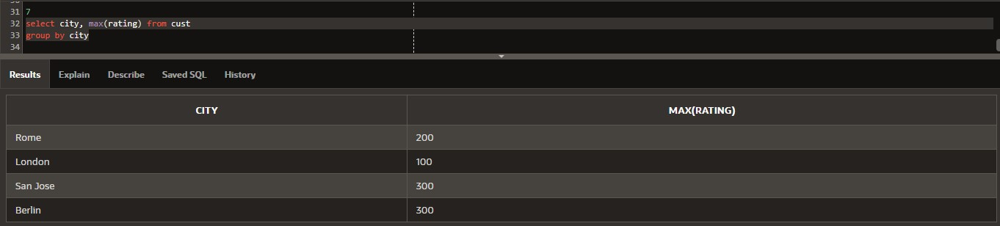 31 7
32 select city, max(rating) from cust
33 group by city
34
Results Explain Describe Saved SQL History
CITY MAX(RATING)
Rome 200
London 100
San Jose 300
Berlin 300